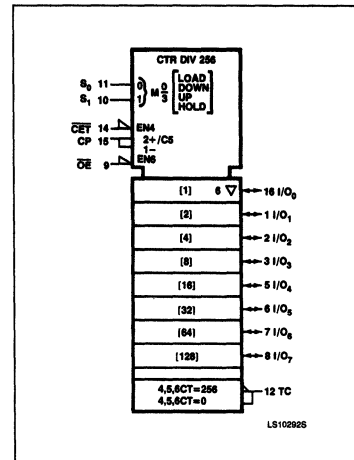 CTR DIV 256
S0 11 0 M 0/3 LOAD
DOWN
S1 10 1 UP
HOLD
CET 14 EN4
CP 15 2+/C5
1−
OE 9 EN6
[1] 6 ▽ 16 I/O0
[2] 1 I/O1
[4] 2 I/O2
[8] 3 I/O3
[16] 5 I/O4
[32] 6 I/O5
[64] 7 I/O6
[128] 8 I/O7
4,5,6CT=256 12 TC
4,5,6CT=0
LS10292S